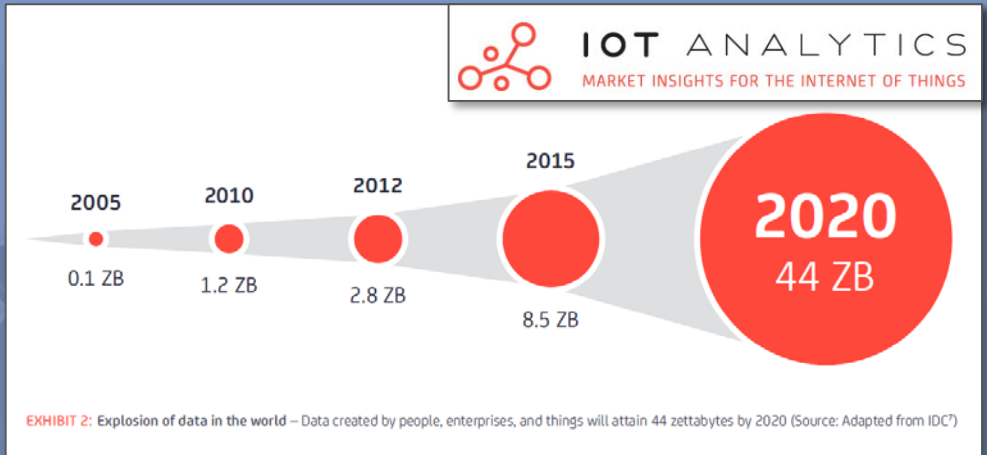 IOT ANALYTICS
MARKET INSIGHTS FOR THE INTERNET OF THINGS
2005
0.1 ZB
2010
1.2 ZB
2012
2.8 ZB
2015
8.5 ZB
2020
44 ZB
EXHIBIT 2: Explosion of data in the world – Data created by people, enterprises, and things will attain 44 zettabytes by 2020 (Source: Adapted from IDC⁷)